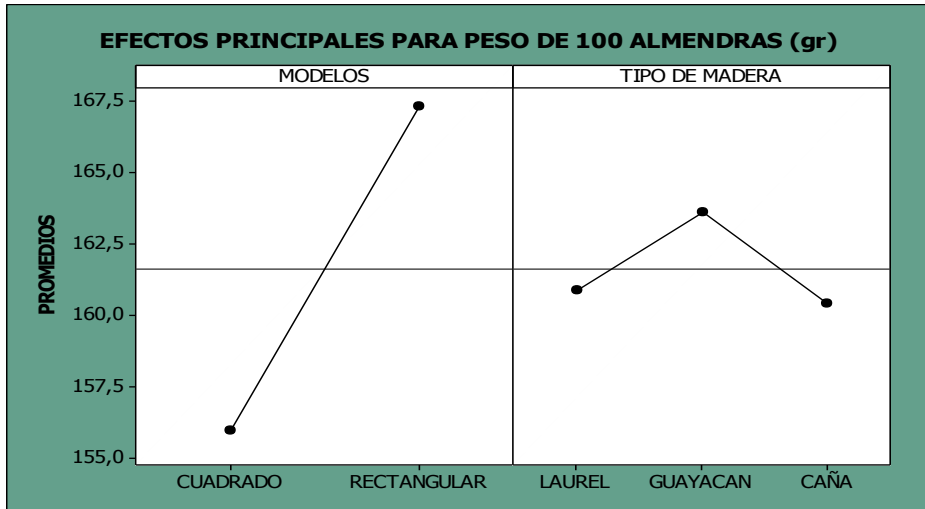 EFECTOS PRINCIPALES PARA PESO DE 100 ALMENDRAS (gr)
MODELOS TIPO DE MADERA
PROMEDIOS
167,5
165,0
162,5
160,0
157,5
155,0
CUADRADO RECTANGULAR LAUREL GUAYACAN CAÑA